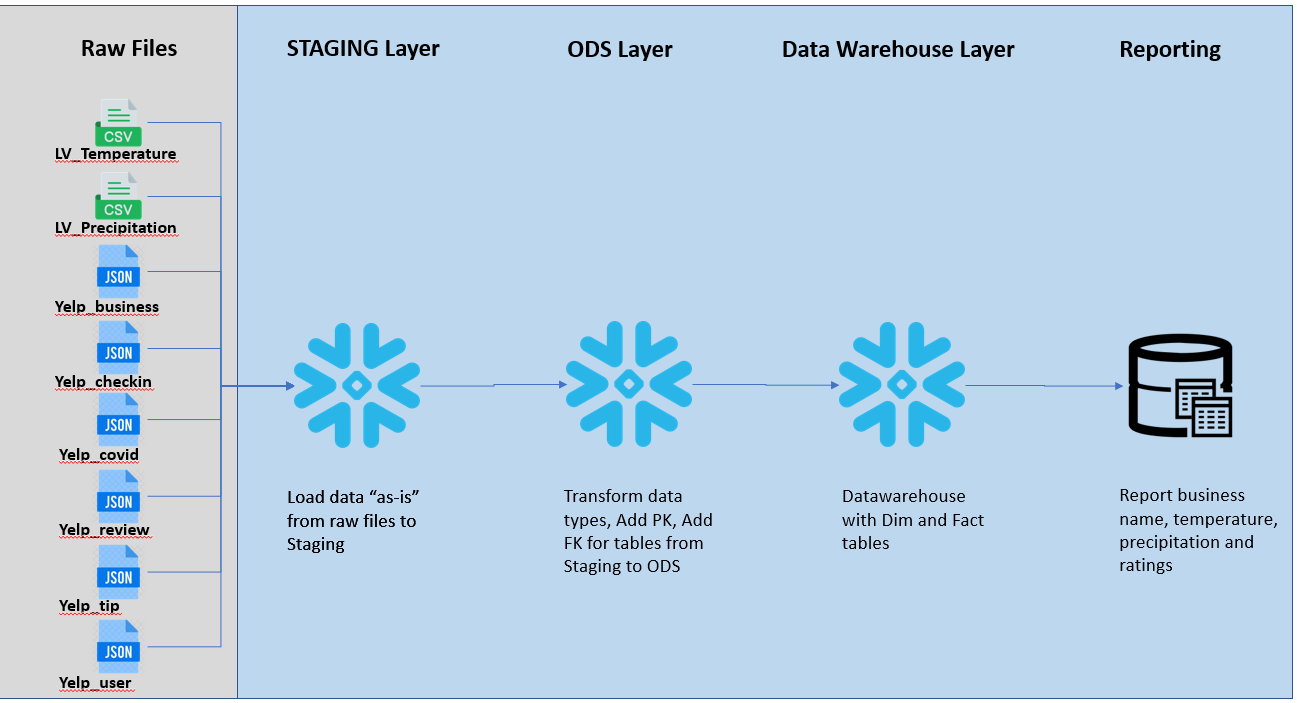 Raw Files
STAGING Layer
ODS Layer
Data Warehouse Layer
Reporting
CSV
LV_Temperature
CSV
LV_Precipitation
JSON
Yelp_business
JSON
Yelp_checkin
JSON
Yelp_covid
JSON
Yelp_review
JSON
Yelp_tip
JSON
Yelp_user
Load data “as-is”
from raw files to
Staging
Transform data
types, Add PK, Add
FK for tables from
Staging to ODS
Datawarehouse
with Dim and Fact
tables
Report business
name, temperature,
precipitation and
ratings